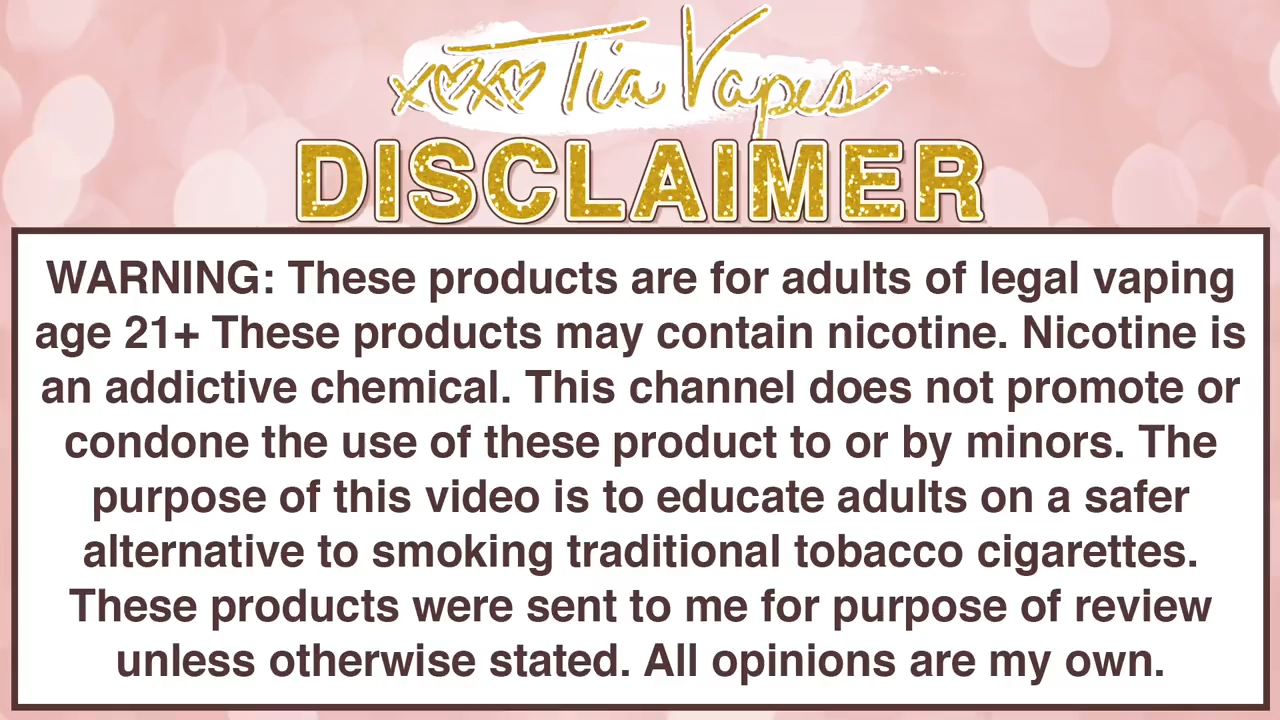 xoxo Tia Vapes
DISCLAIMER
WARNING: These products are for adults of legal vaping
age 21+ These products may contain nicotine. Nicotine is
an addictive chemical. This channel does not promote or
condone the use of these product to or by minors. The
purpose of this video is to educate adults on a safer
alternative to smoking traditional tobacco cigarettes.
These products were sent to me for purpose of review
unless otherwise stated. All opinions are my own.